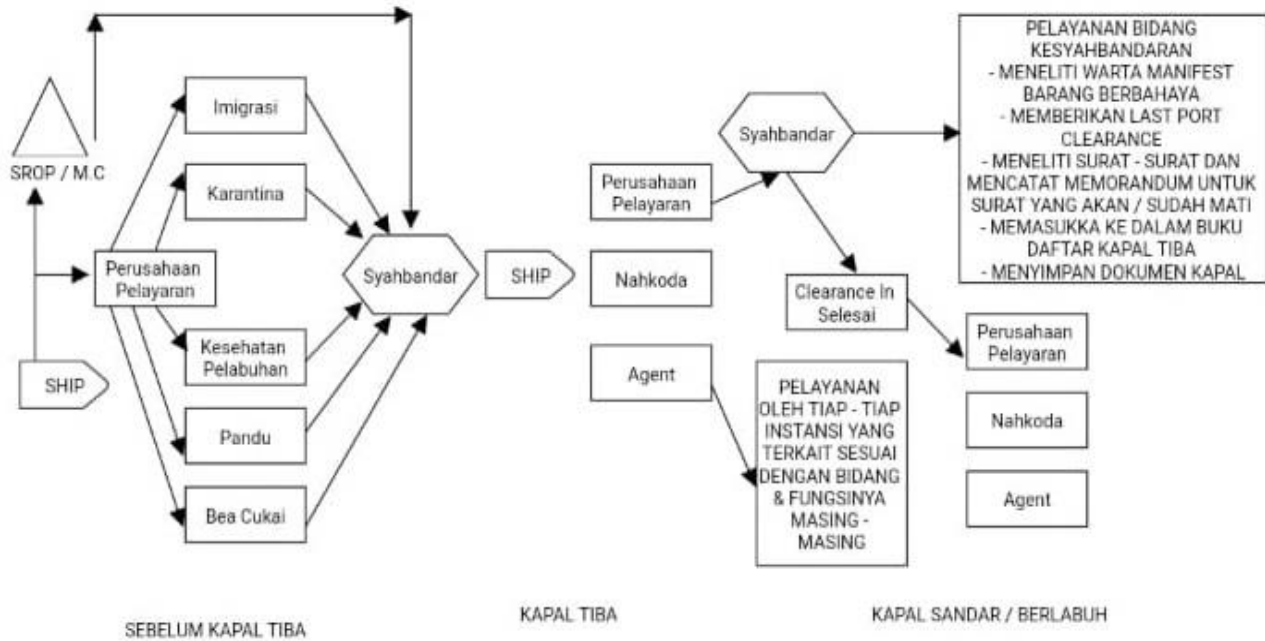 SROP / M.C
SHIP
Perusahaan
Pelayaran
Imigrasi
Karantina
Kesehatan
Pelabuhan
Pandu
Bea Cukai
Syahbandar
SEBELUM KAPAL TIBA
SHIP
Perusahaan
Pelayaran
Nahkoda
Agent
KAPAL TIBA
Syahbandar
PELAYANAN BIDANG
KESYAHBANDARAN
- MENELITI WARTA MANIFEST
BARANG BERBAHAYA
- MEMBERIKAN LAST PORT
CLEARANCE
- MENELITI SURAT - SURAT DAN
MENCATAT MEMORANDUM UNTUK
SURAT YANG AKAN / SUDAH MATI
- MEMASUKKA KE DALAM BUKU
DAFTAR KAPAL TIBA
- MENYIMPAN DOKUMEN KAPAL
Clearance In
Selesai
PELAYANAN
OLEH TIAP - TIAP
INSTANSI YANG
TERKAIT SESUAI
DENGAN BIDANG
& FUNGSINYA
MASING -
MASING
Perusahaan
Pelayaran
Nahkoda
Agent
KAPAL SANDAR / BERLABUH